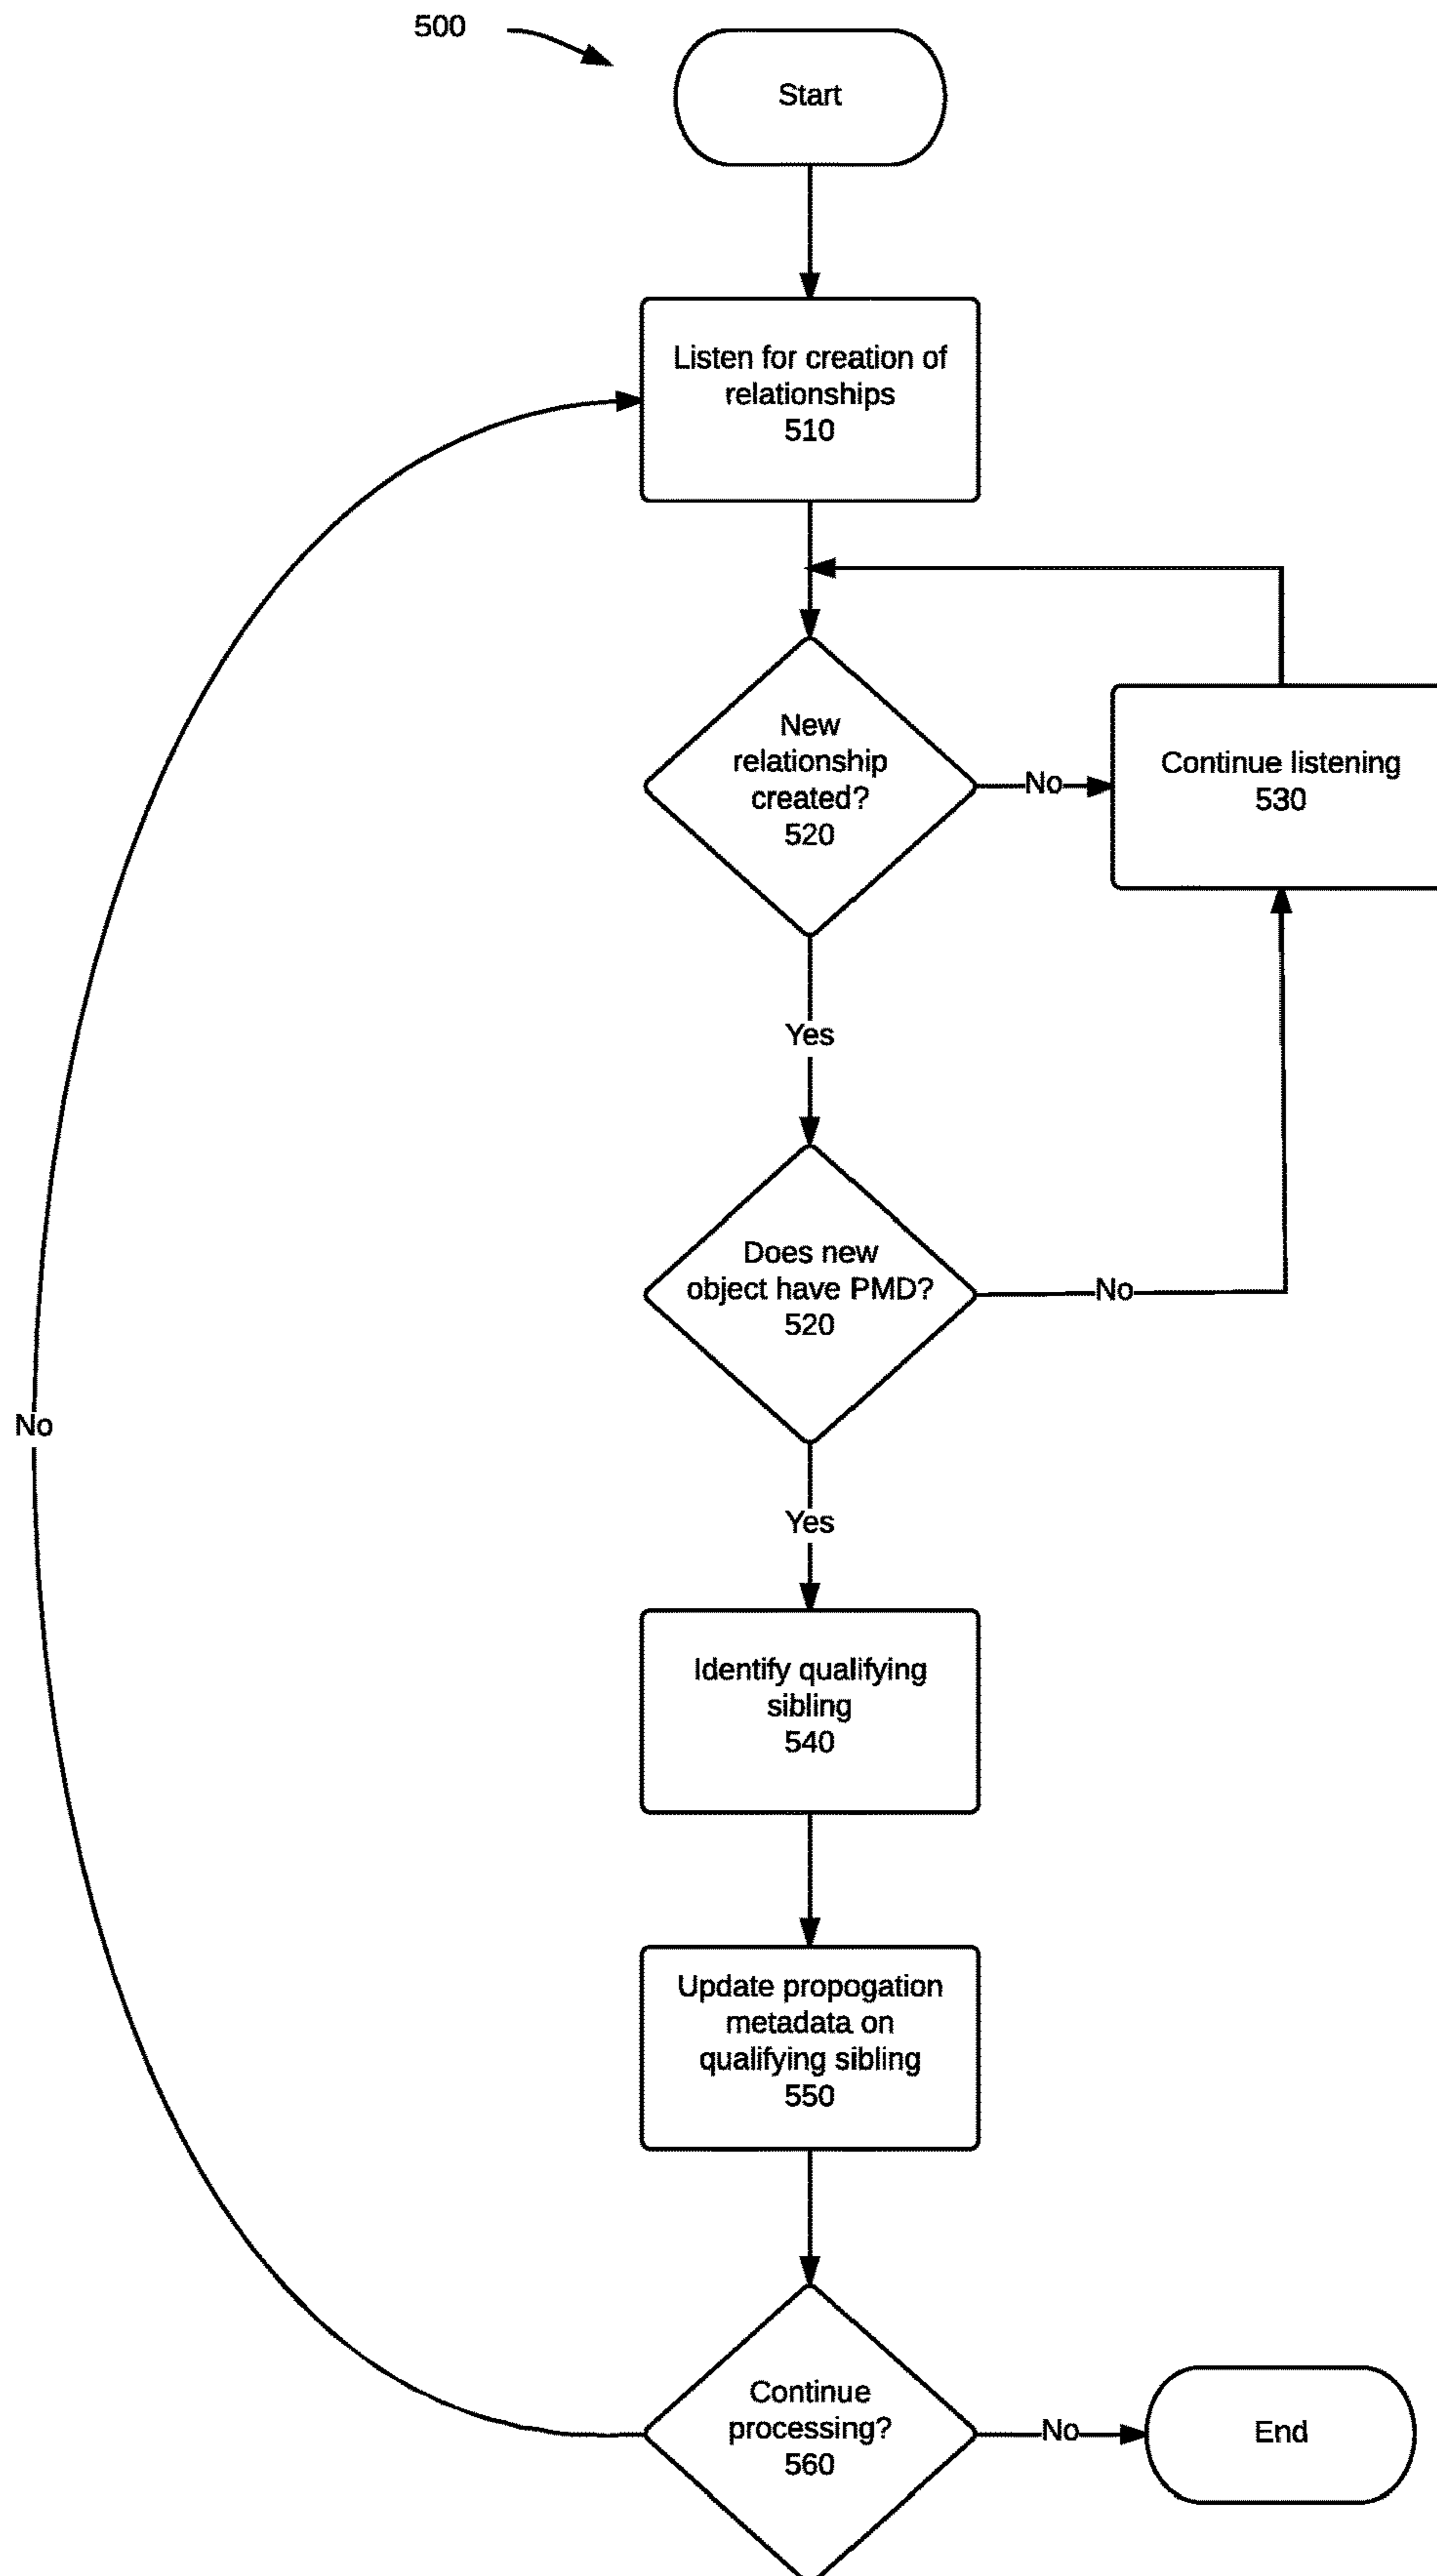 500
Start
Listen for creation of
relationships
510
New
relationship
created?
520
No
Continue listening
530
Yes
Does new
object have PMD?
520
No
No
Yes
Identify qualifying
sibling
540
Update propogation
metadata on
qualifying sibling
550
Continue
processing?
560
No
End